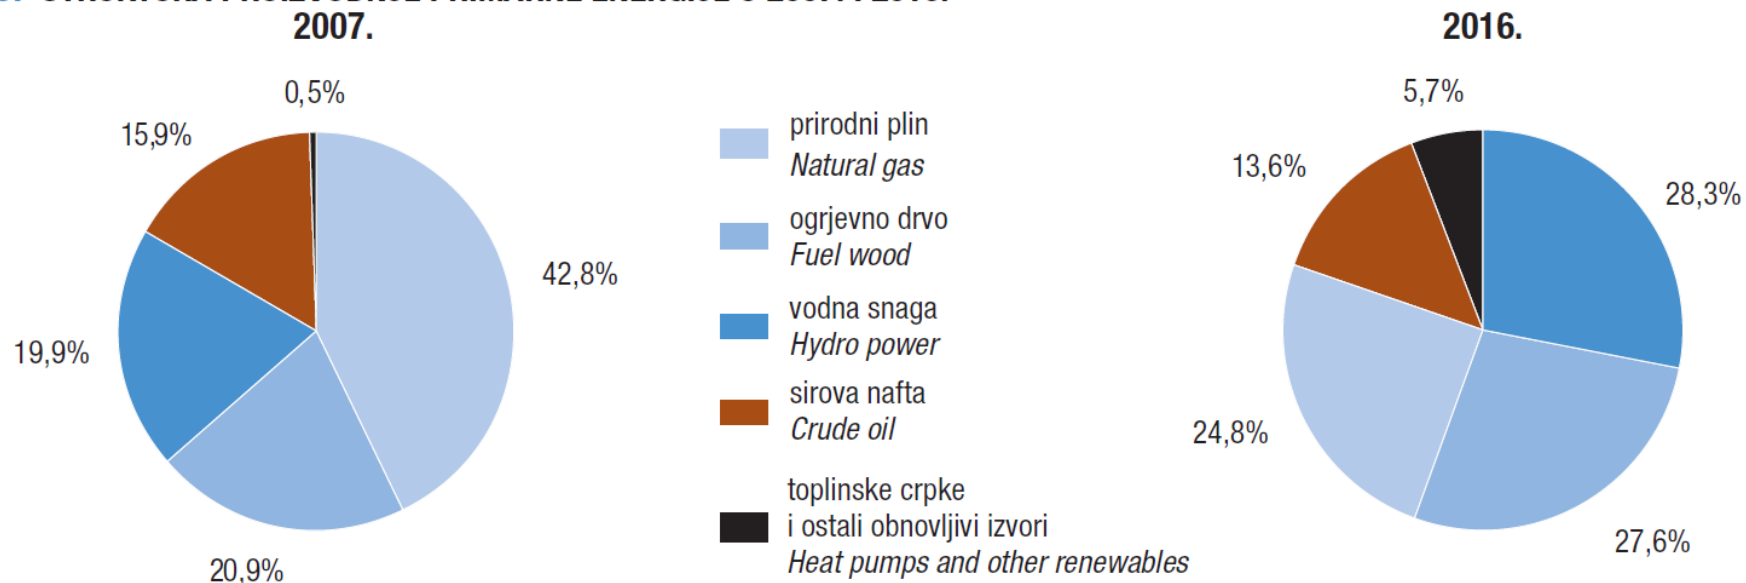 2007.
0,5%
15,9%
42,8%
19,9%
20,9%
prirodni plin
Natural gas
ogrjevno drvo
Fuel wood
vodna snaga
Hydro power
sirova nafta
Crude oil
toplinske crpke
i ostali obnovljivi izvori
Heat pumps and other renewables
2016.
5,7%
13,6%
28,3%
24,8%
27,6%